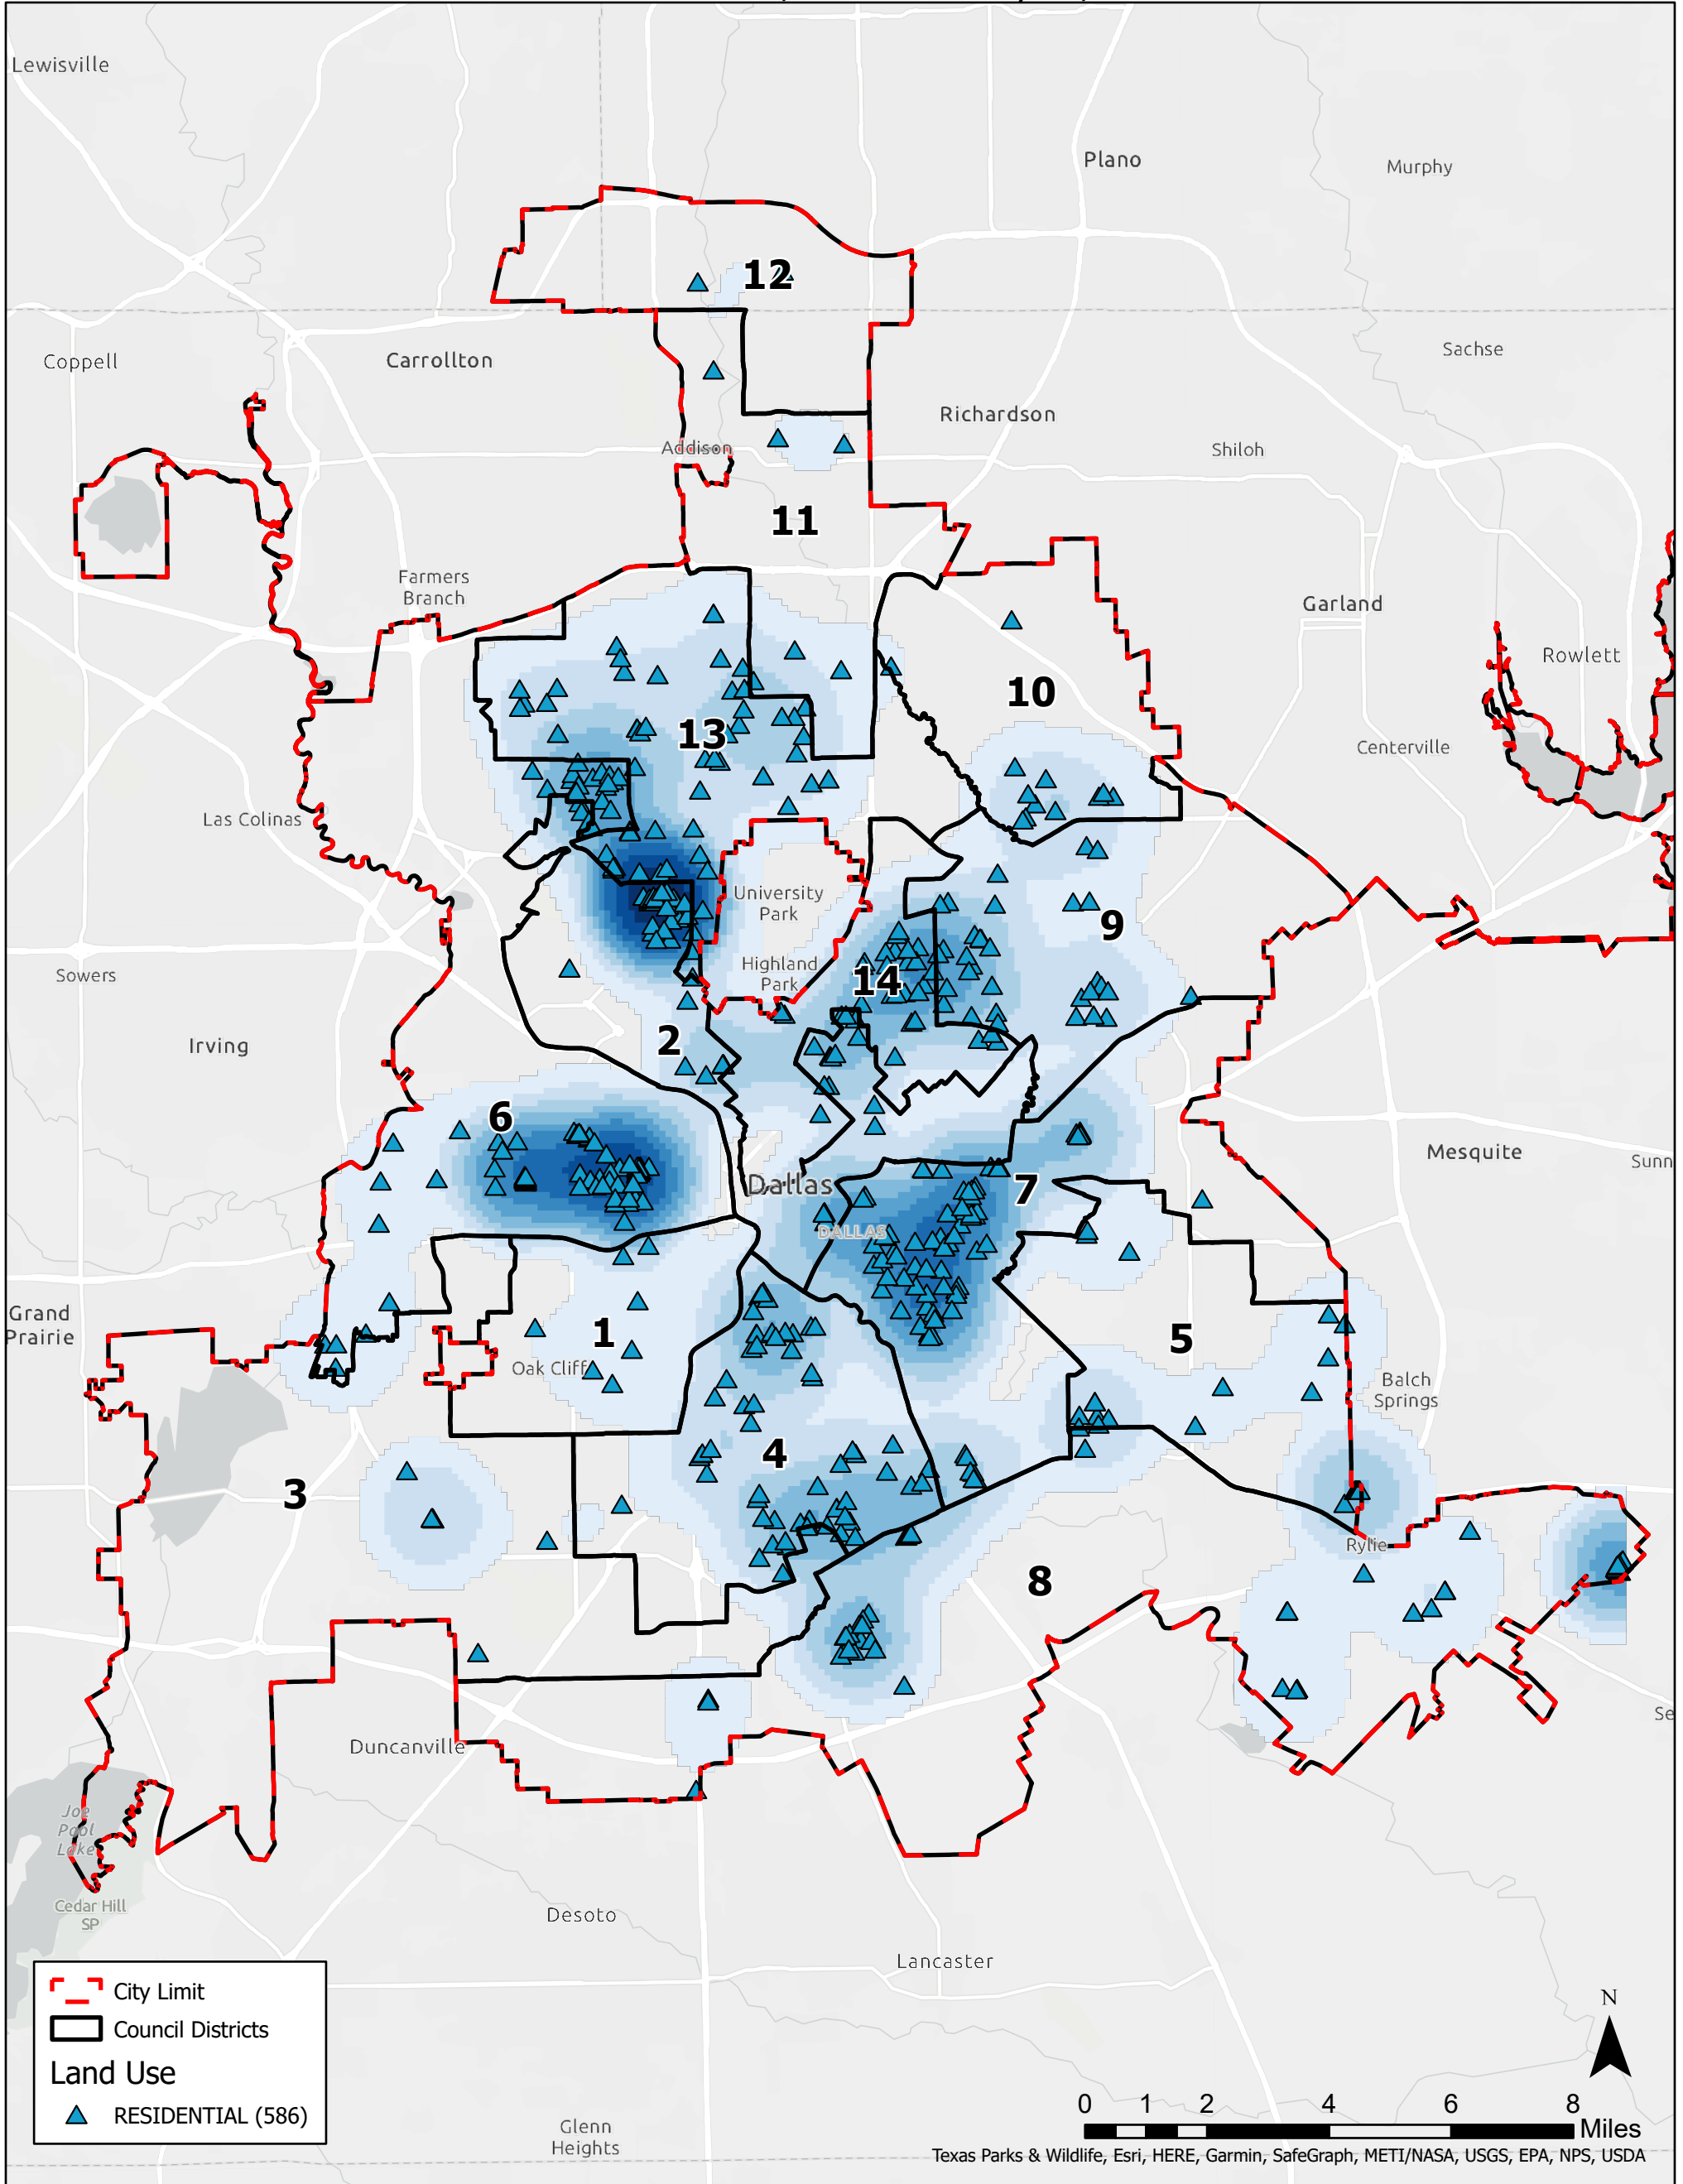 Lewisville
Plano
Murphy
12
Coppell
Carrollton
Sachse
Richardson
Addison
Shiloh
11
Farmers
Branch
Garland
Rowlett
10
13
Centerville
Las Colinas
University
Park
9
Sowers
Highland
Park
14
2
Irving
6
Mesquite
Sunn
Dallas
7
DALLAS
Grand
Prairie
1
5
Oak Cliff
Balch
Springs
4
3
Rylie
8
Se
Duncanville
Joe
Pool
Lake
Cedar Hill
SP
Desoto
Lancaster
City Limit
Council Districts
Land Use
RESIDENTIAL (586)
Glenn
Heights
N
0 1 2 4 6 8
Miles
Texas Parks & Wildlife, Esri, HERE, Garmin, SafeGraph, METI/NASA, USGS, EPA, NPS, USDA